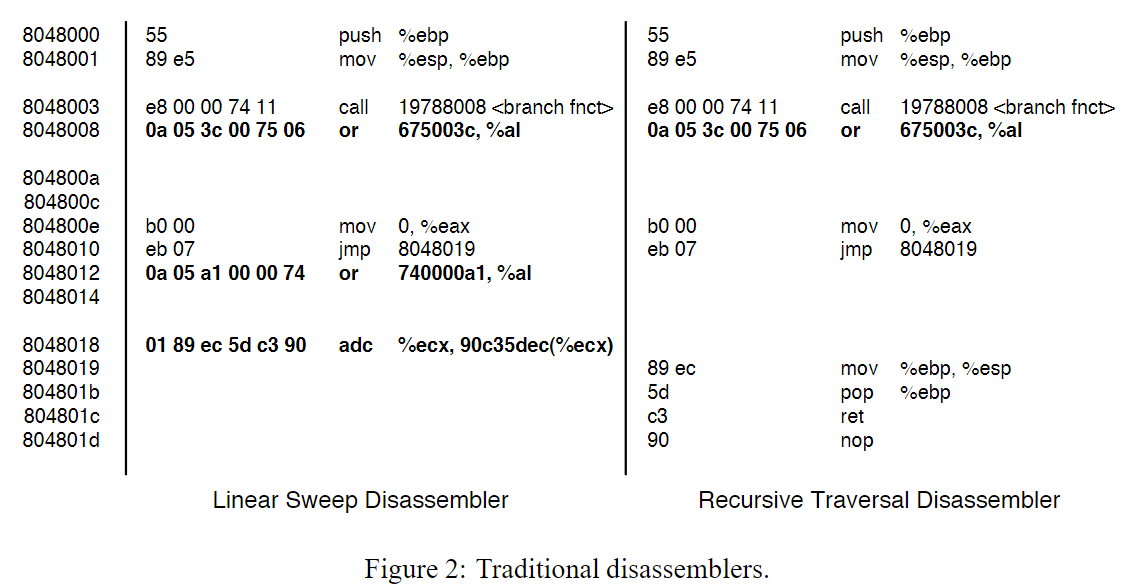 8048000 55 push %ebp 55 push %ebp
8048001 89 e5 mov %esp, %ebp 89 e5 mov %esp, %ebp
8048003 e8 00 00 74 11 call 19788008 <branch fnct> e8 00 00 74 11 call 19788008 <branch fnct>
8048008 0a 05 3c 00 75 06 or 675003c, %al 0a 05 3c 00 75 06 or 675003c, %al
804800a
804800c
804800e b0 00 mov 0, %eax b0 00 mov 0, %eax
8048010 eb 07 jmp 8048019 eb 07 jmp 8048019
8048012 0a 05 a1 00 00 74 or 740000a1, %al
8048014
8048018 01 89 ec 5d c3 90 adc %ecx, 90c35dec(%ecx)
8048019 89 ec mov %ebp, %esp
804801b 5d pop %ebp
804801c c3 ret
804801d 90 nop
Linear Sweep Disassembler Recursive Traversal Disassembler
Figure 2: Traditional disassemblers.